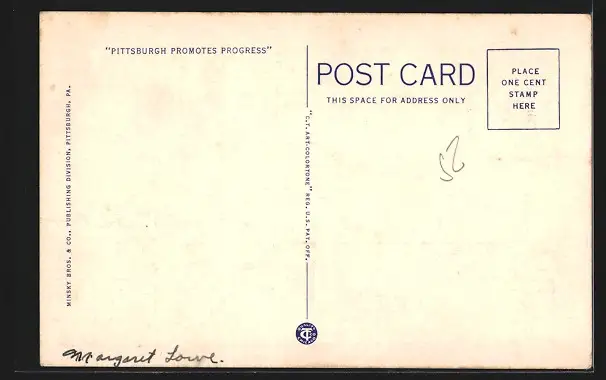 "PITTSBURGH PROMOTES PROGRESS"
MINSKY BROS. & CO., PUBLISHING DIVISION, PITTSBURGH, PA.
"C.T. ART-COLORTONE" REG. U.S. PAT. OFF.
POST CARD
THIS SPACE FOR ADDRESS ONLY
PLACE
ONE CENT
STAMP
HERE
Margaret Lowe.